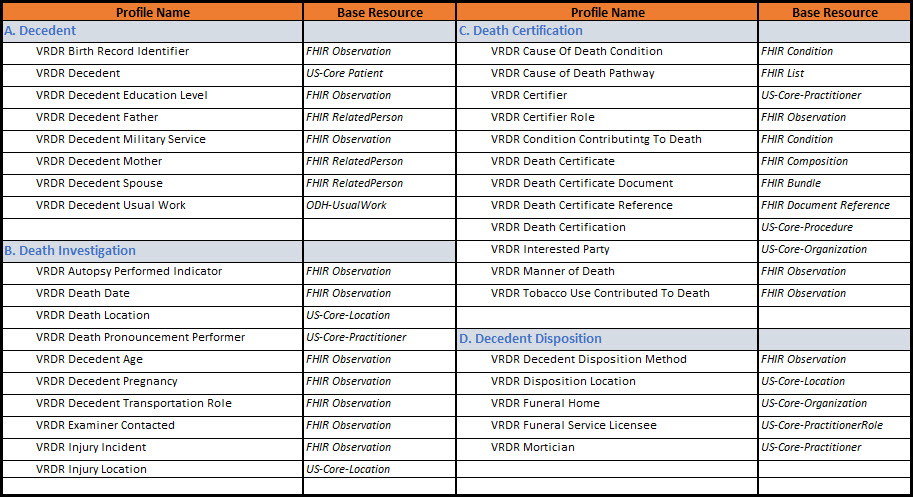 Profile Name Base Resource
A. Decedent
VRDR Birth Record Identifier FHIR Observation
VRDR Decedent US-Core Patient
VRDR Decedent Education Level FHIR Observation
VRDR Decedent Father FHIR RelatedPerson
VRDR Decedent Military Service FHIR Observation
VRDR Decedent Mother FHIR RelatedPerson
VRDR Decedent Spouse FHIR RelatedPerson
VRDR Decedent Usual Work ODH-UsualWork
B. Death Investigation
VRDR Autopsy Performed Indicator FHIR Observation
VRDR Death Date FHIR Observation
VRDR Death Location US-Core-Location
VRDR Death Pronouncement Performer US-Core-Practitioner
VRDR Decedent Age FHIR Observation
VRDR Decedent Pregnancy FHIR Observation
VRDR Decedent Transportation Role FHIR Observation
VRDR Examiner Contacted FHIR Observation
VRDR Injury Incident FHIR Observation
VRDR Injury Location US-Core-Location
Profile Name Base Resource
C. Death Certification
VRDR Cause Of Death Condition FHIR Condition
VRDR Cause of Death Pathway FHIR List
VRDR Certifier US-Core-Practitioner
VRDR Certifier Role FHIR Observation
VRDR Condition Contributintg To Death FHIR Condition
VRDR Death Certificate FHIR Composition
VRDR Death Certificate Document FHIR Bundle
VRDR Death Certificate Reference FHIR Document Reference
VRDR Death Certification US-Core-Procedure
VRDR Interested Party US-Core-Organization
VRDR Manner of Death FHIR Observation
VRDR Tobacco Use Contributed To Death FHIR Observation
D. Decedent Disposition
VRDR Decedent Disposition Method FHIR Observation
VRDR Disposition Location US-Core-Location
VRDR Funeral Home US-Core-Organization
VRDR Funeral Service Licensee US-Core-PractitionerRole
VRDR Mortician US-Core-Practitioner